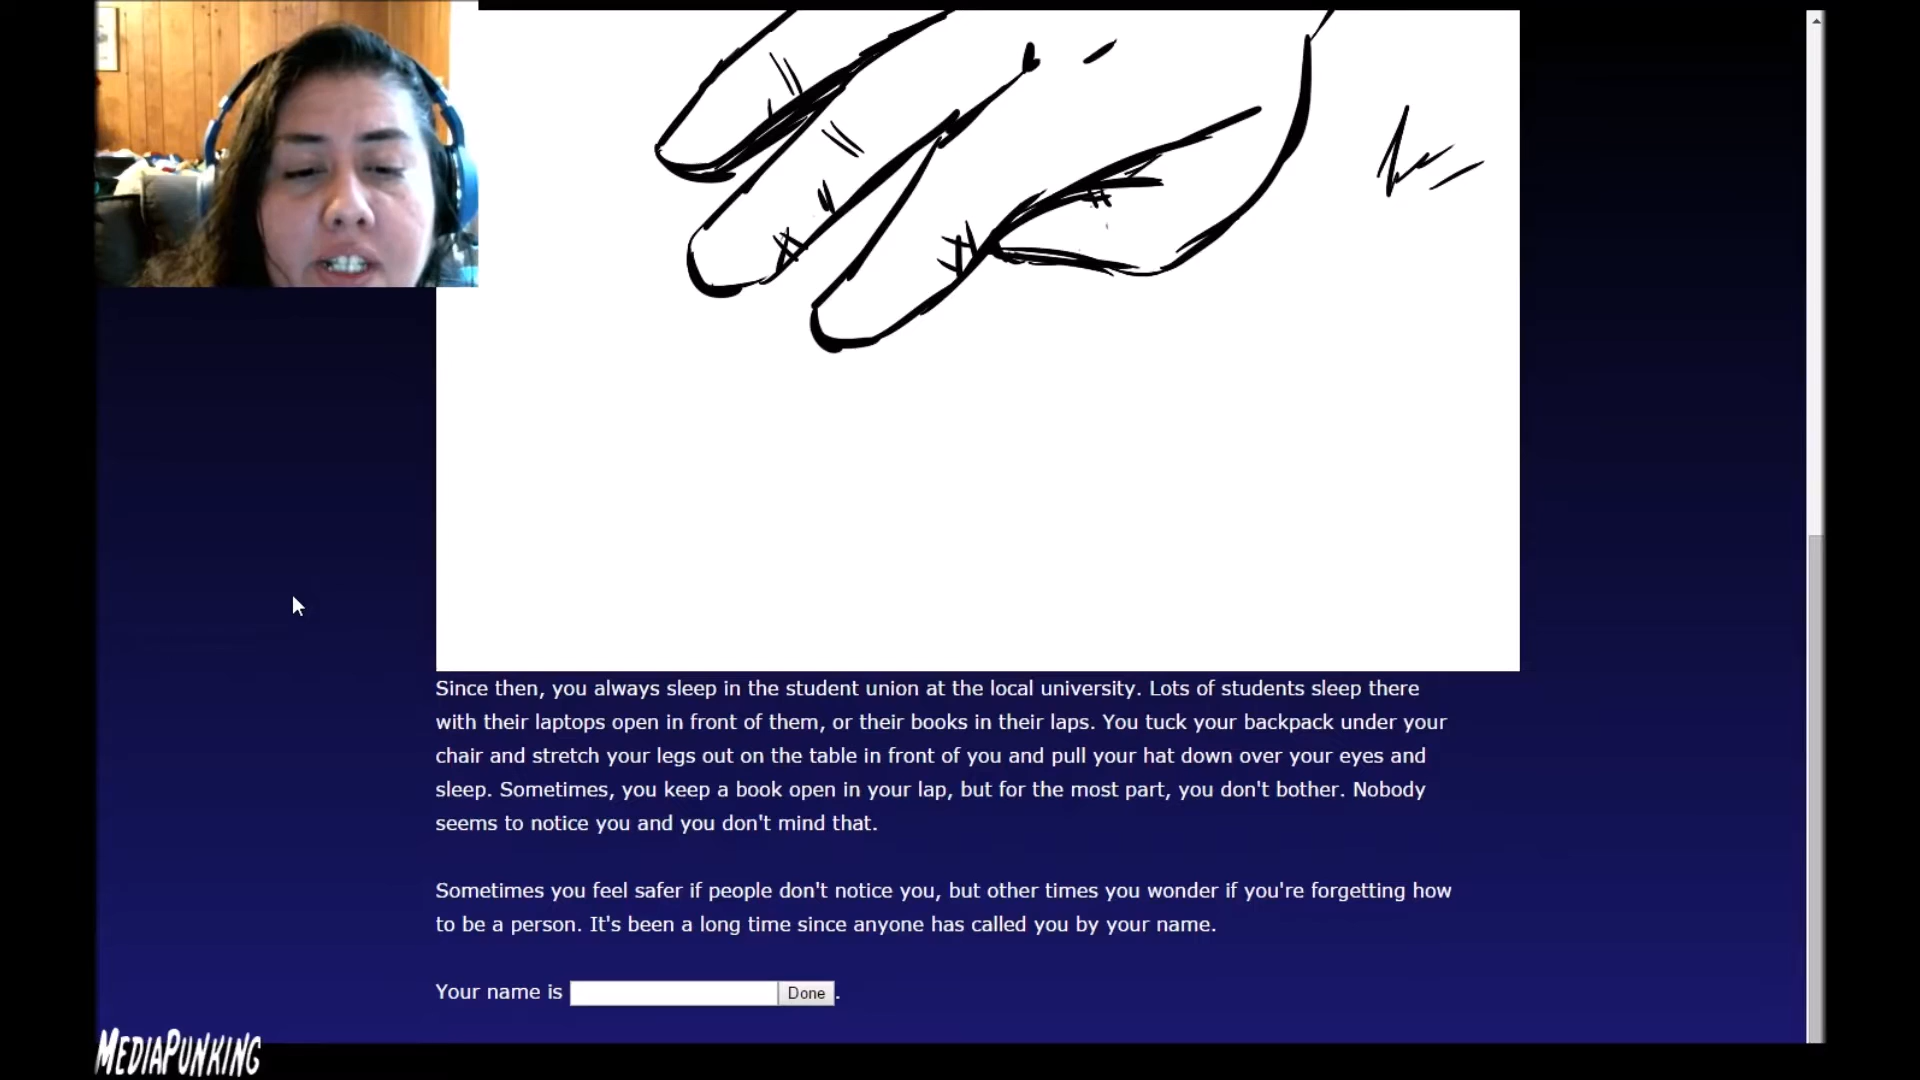 Since then, you always sleep in the student union at the local university. Lots of students sleep there
with their laptops open in front of them, or their books in their laps. You tuck your backpack under your
chair and stretch your legs out on the table in front of you and pull your hat down over your eyes and
sleep. Sometimes, you keep a book open in your lap, but for the most part, you don't bother. Nobody
seems to notice you and you don't mind that.
Sometimes you feel safer if people don't notice you, but other times you wonder if you're forgetting how
to be a person. It's been a long time since anyone has called you by your name.
Your name is Done .
MEDIAPUNKING